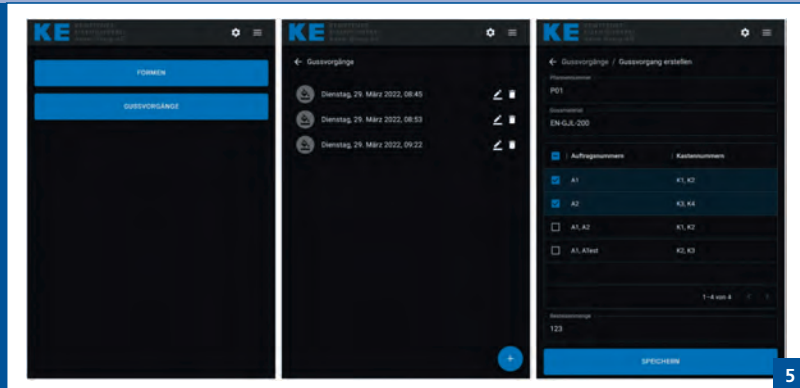 KE
FORMEN
GUSSVORGÄNGE
KE
Gussvorgänge
Dienstag, 29. März 2022, 08:45
Dienstag, 29. März 2022, 08:53
Dienstag, 29. März 2022, 09:22
+
KE
Gussvorgänge / Gussvorgang erstellen
P01
EN-GJL-200
Auftragsnummern Kastennummern
A1 K1, K2
A2 K3, K4
A1, A2 K1, K2
A1, ATest K2, K3
1-4 von 4
123
SPEICHERN
5